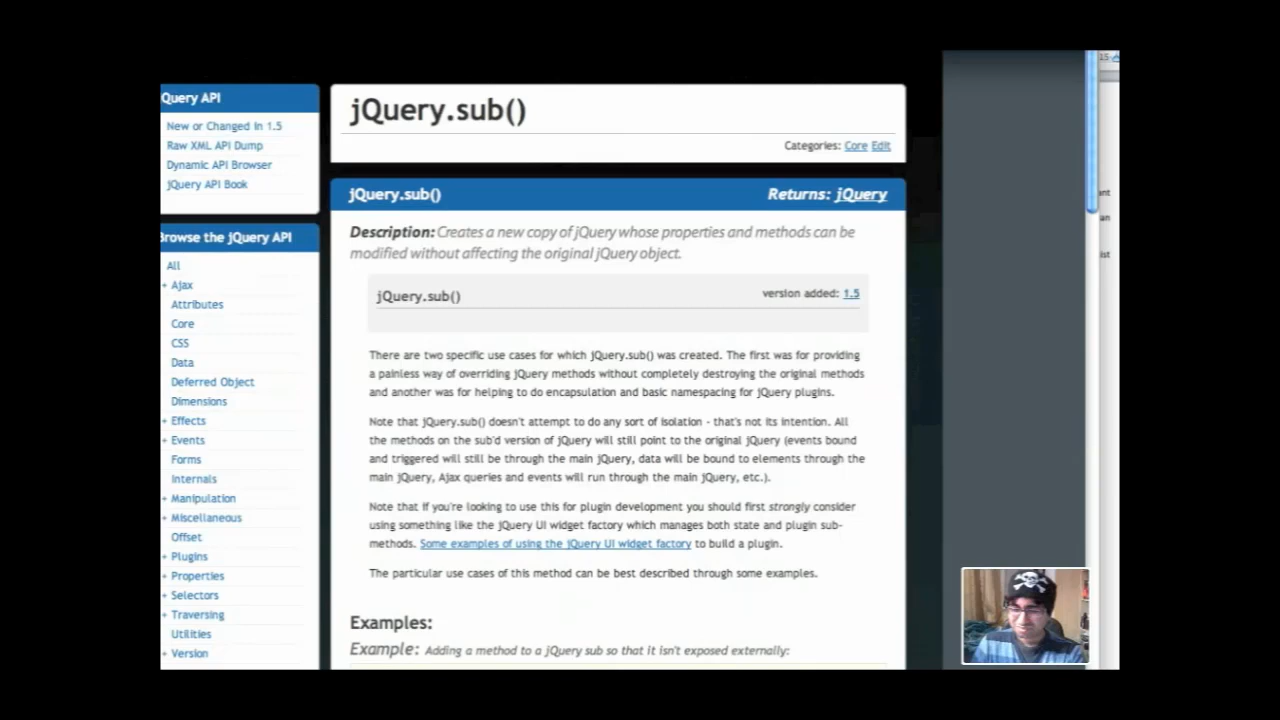 Query API
New or Changed in 1.5
Raw XML API Dump
Dynamic API Browser
jQuery API Book
Browse the jQuery API
All
+ Ajax
Attributes
Core
CSS
Data
Deferred Object
Dimensions
+ Effects
+ Events
Forms
Internals
+ Manipulation
+ Miscellaneous
Offset
+ Plugins
+ Properties
+ Selectors
+ Traversing
Utilities
+ Version
jQuery.sub()
Categories: Core Edit
jQuery.sub() Returns: jQuery
Description: Creates a new copy of jQuery whose properties and methods can be
modified without affecting the original jQuery object.
jQuery.sub() version added: 1.5
There are two specific use cases for which jQuery.sub() was created. The first was for providing
a painless way of overriding jQuery methods without completely destroying the original methods
and another was for helping to do encapsulation and basic namespacing for jQuery plugins.
Note that jQuery.sub() doesn't attempt to do any sort of isolation - that's not its intention. All
the methods on the sub'd version of jQuery will still point to the original jQuery (events bound
and triggered will still be through the main jQuery, data will be bound to elements through the
main jQuery, Ajax queries and events will run through the main jQuery, etc.).
Note that if you're looking to use this for plugin development you should first strongly consider
using something like the jQuery UI widget factory which manages both state and plugin sub-
methods. Some examples of using the jQuery UI widget factory to build a plugin.
The particular use cases of this method can be best described through some examples.
Examples:
Example: Adding a method to a jQuery sub so that it isn't exposed externally:
15
ant
an
ist